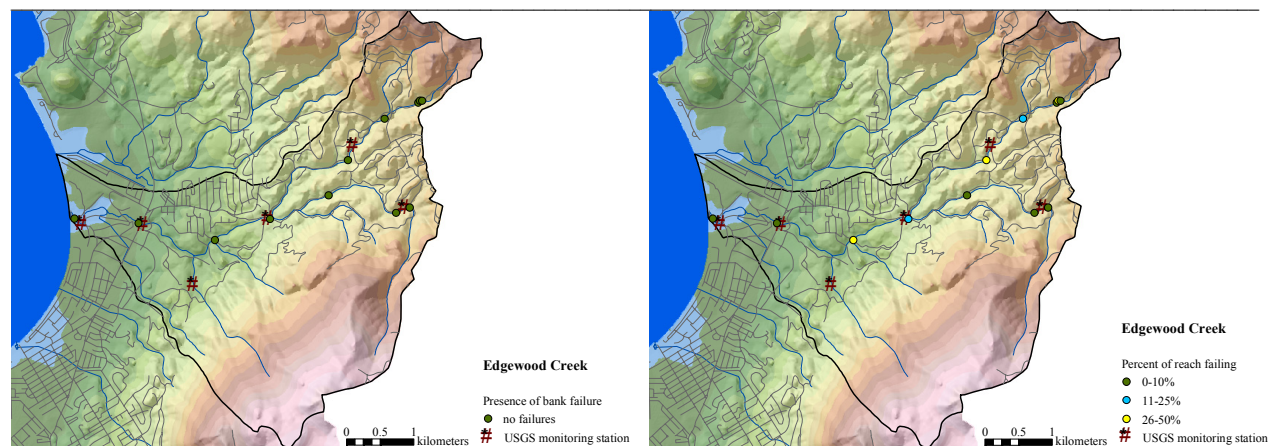 Edgewood Creek
Presence of bank failure
no failures
USGS monitoring station
0 0.5 1
kilometers
Edgewood Creek
Percent of reach failing
0-10%
11-25%
26-50%
USGS monitoring station
0 0.5 1
kilometers